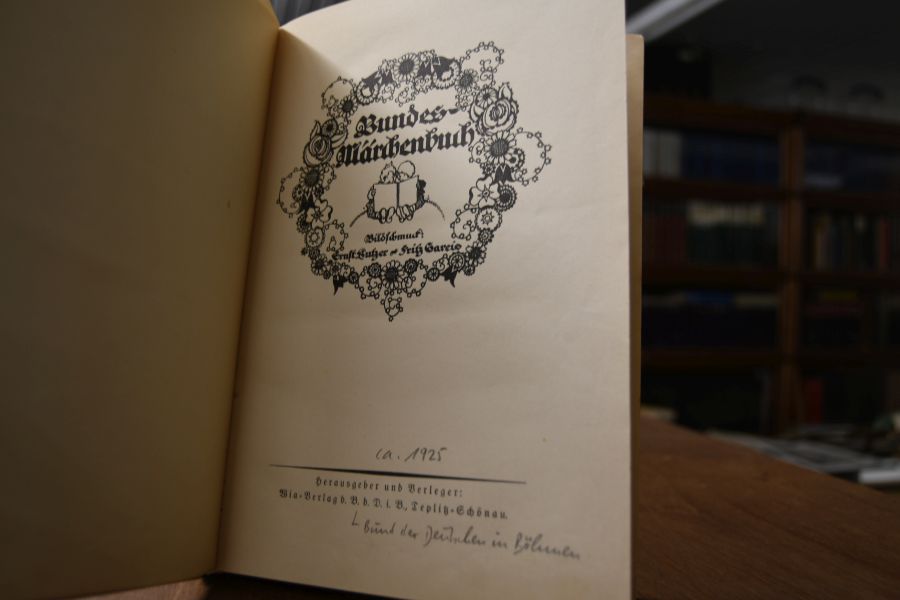 Bundes-
Märchenbuch
Bildschmuck:
Ernst Kutzer – Fritz Gareis
ca. 1925
Herausgeber und Verleger:
Wia-Verlag d. B. d. D. i. B., Teplitz-Schönau.
Bund der Deutschen in Böhmen